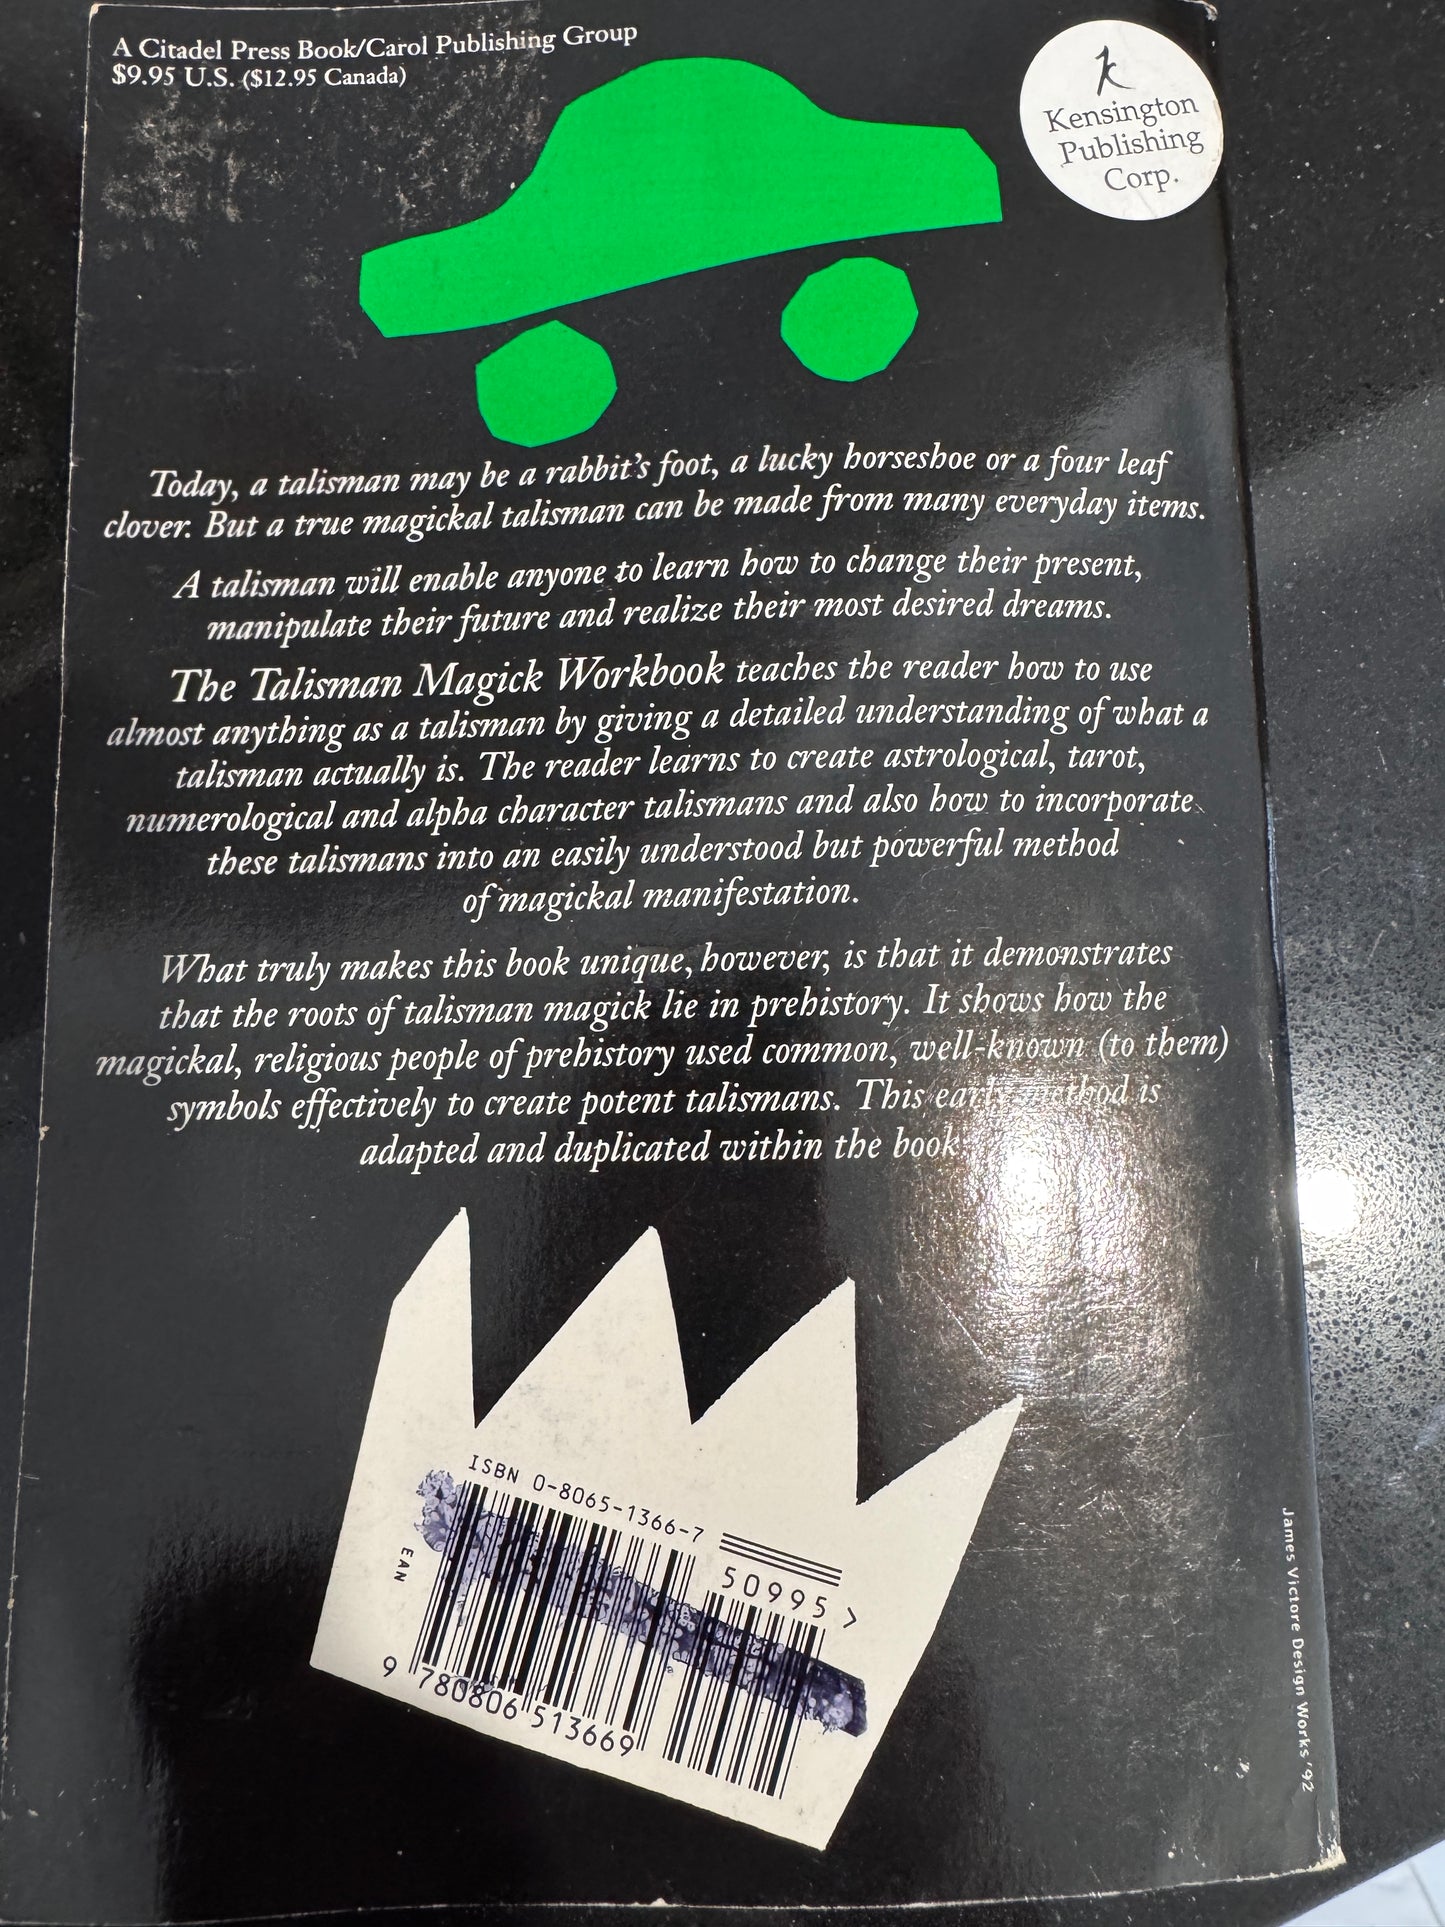 A Citadel Press Book/Carol Publishing Group
$9.95 U.S. ($12.95 Canada)
k
Kensington
Publishing
Corp.
Today, a talisman may be a rabbit's foot, a lucky horseshoe or a four leaf
clover. But a true magickal talisman can be made from many everyday items.
A talisman will enable anyone to learn how to change their present,
manipulate their future and realize their most desired dreams.
The Talisman Magick Workbook teaches the reader how to use
almost anything as a talisman by giving a detailed understanding of what a
talisman actually is. The reader learns to create astrological, tarot,
numerological and alpha character talismans and also how to incorporate
these talismans into an easily understood but powerful method
of magickal manifestation.
What truly makes this book unique, however, is that it demonstrates
that the roots of talisman magick lie in prehistory. It shows how the
magickal, religious people of prehistory used common, well-known (to them)
symbols effectively to create potent talismans. This early method is
adapted and duplicated within the book
ISBN 0-8065-1366-7
50995 >
EAN
9 780806 513669
James Victore Design Works '92